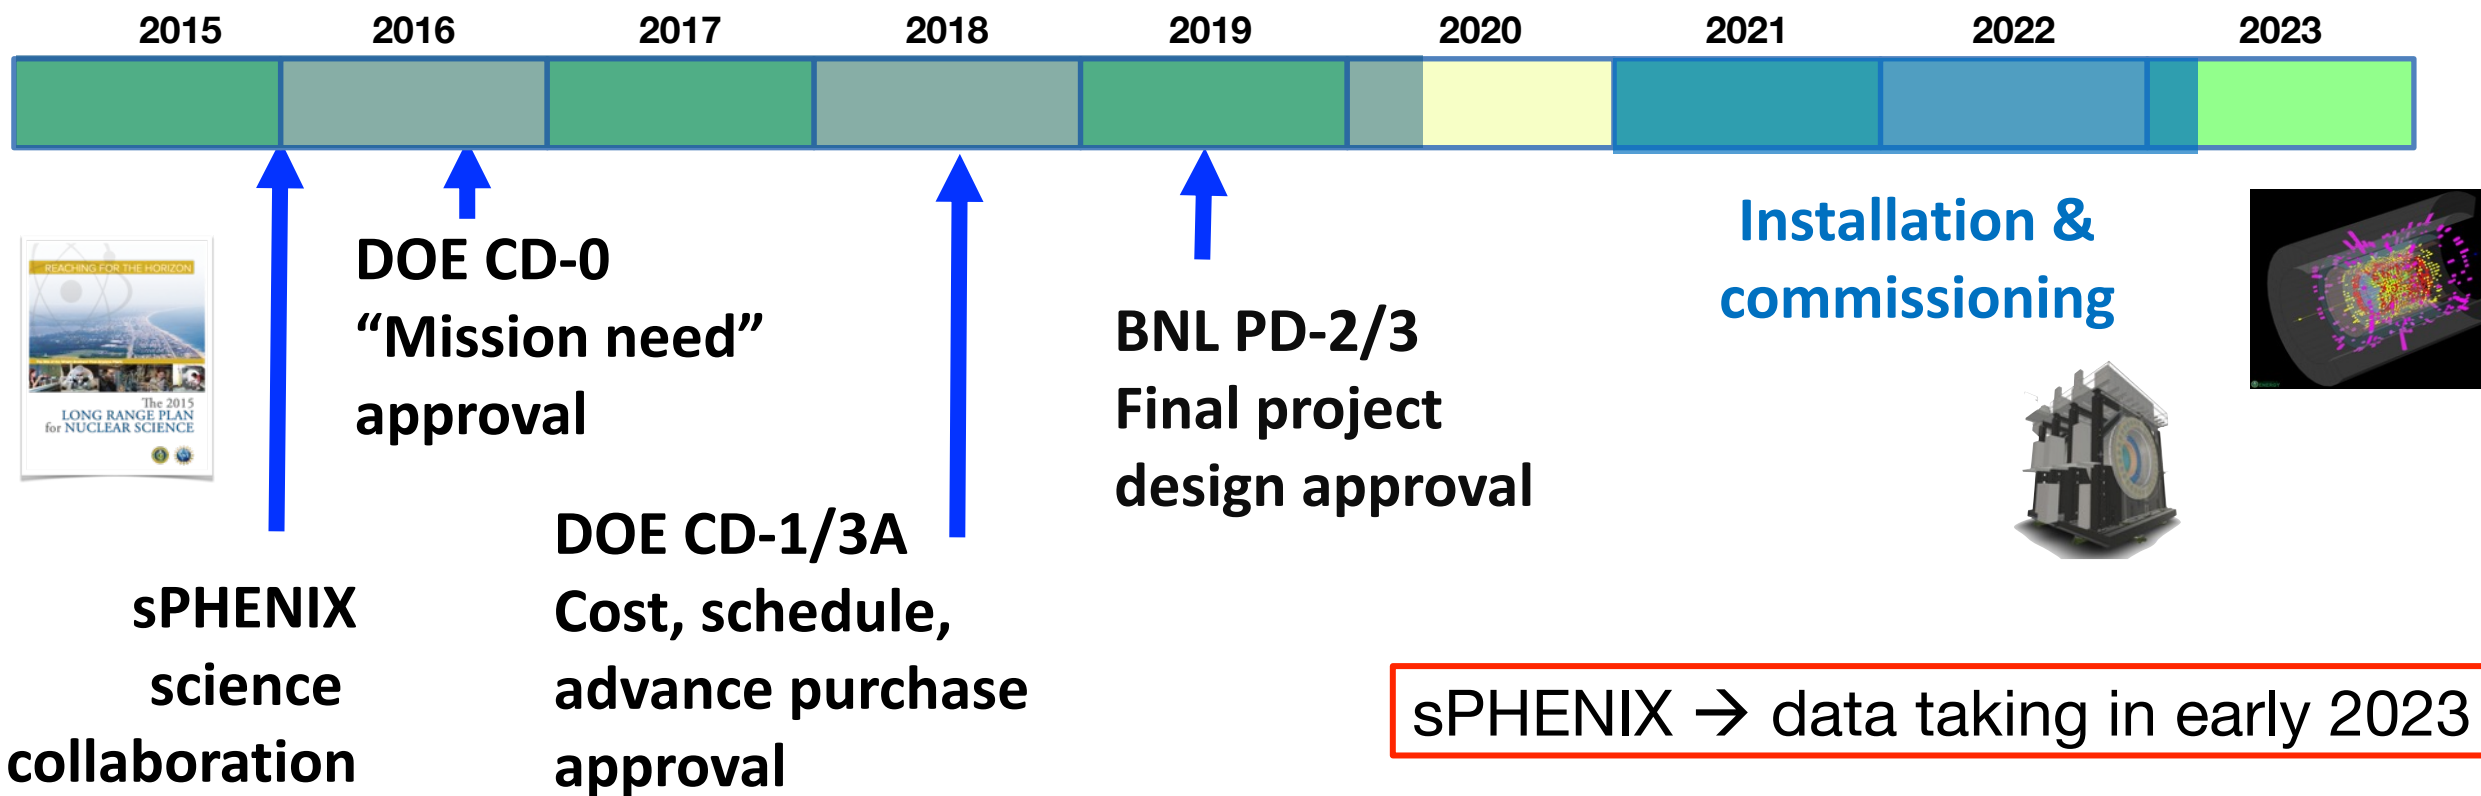 2015 2016 2017 2018 2019 2020 2021 2022 2023
REACHING FOR THE HORIZON
The 2015
LONG RANGE PLAN
for NUCLEAR SCIENCE
sPHENIX
science
collaboration
DOE CD-0
“Mission need”
approval
DOE CD-1/3A
Cost, schedule,
advance purchase
approval
BNL PD-2/3
Final project
design approval
Installation &
commissioning
sPHENIX → data taking in early 2023